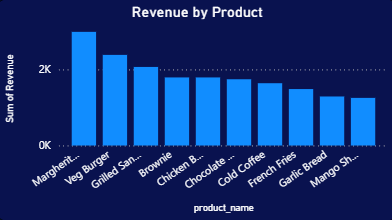 Revenue by Product
Sum of Revenue
2K
0K
Margherit...
Veg Burger
Grilled San...
Brownie
Chicken B...
Chocolate ...
Cold Coffee
French Fries
Garlic Bread
Mango Sh...
product_name